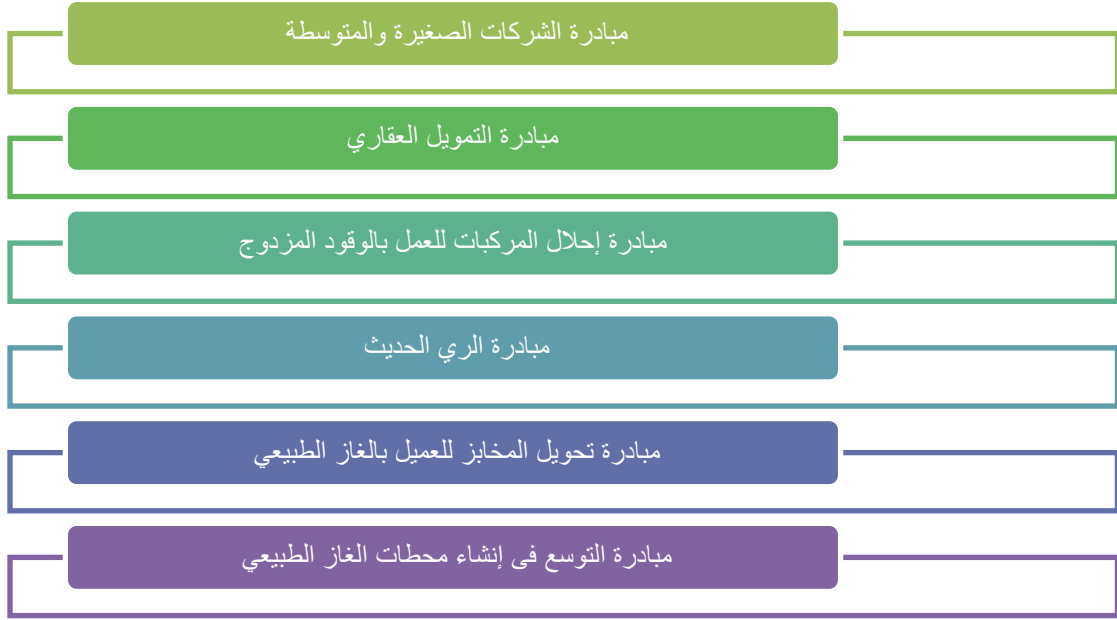 مبادرة الشركات الصغيرة والمتوسطة
مبادرة التمويل العقاري
مبادرة إحلال المركبات للعمل بالوقود المزدوج
مبادرة الري الحديث
مبادرة تحويل المخابز للعميل بالغاز الطبيعي
مبادرة التوسع فى إنشاء محطات الغاز الطبيعي